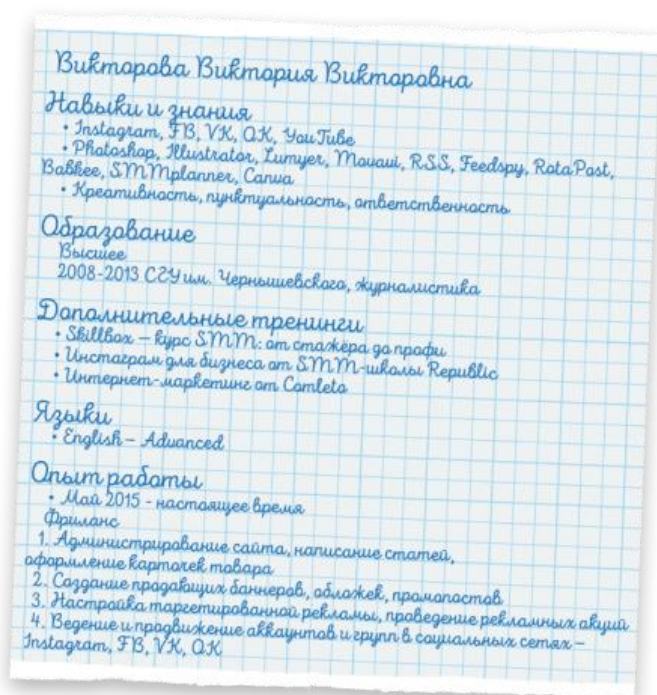 Викторова Виктория Викторовна
Навыки и знания
• Instagram, FB, VK, OK, YouTube
• Photoshop, Illustrator, Lumyer, Movavi, RSS, Feedspy, RotaPost,
Babkee, SMMplanner, Canva
• Креативность, пунктуальность, ответственность
Образование
Высшее
2008-2013 СГУ им. Чернышевского, журналистика
Дополнительные тренинги
• Skillbox – курс SMM: от стажёра до профи
• Инстаграм для бизнеса от SMM-школы Republic
• Интернет-маркетинг от Comleto
Языки
• English – Advanced
Опыт работы
• Май 2015 - настоящее время
Фриланс
1. Администрирование сайта, написание статей,
оформление карточек товара
2. Создание продающих баннеров, обложек, промопостов
3. Настройка таргетированной рекламы, проведение рекламных акций
4. Ведение и продвижение аккаунтов и групп в социальных сетях –
Instagram, FB, VK, OK